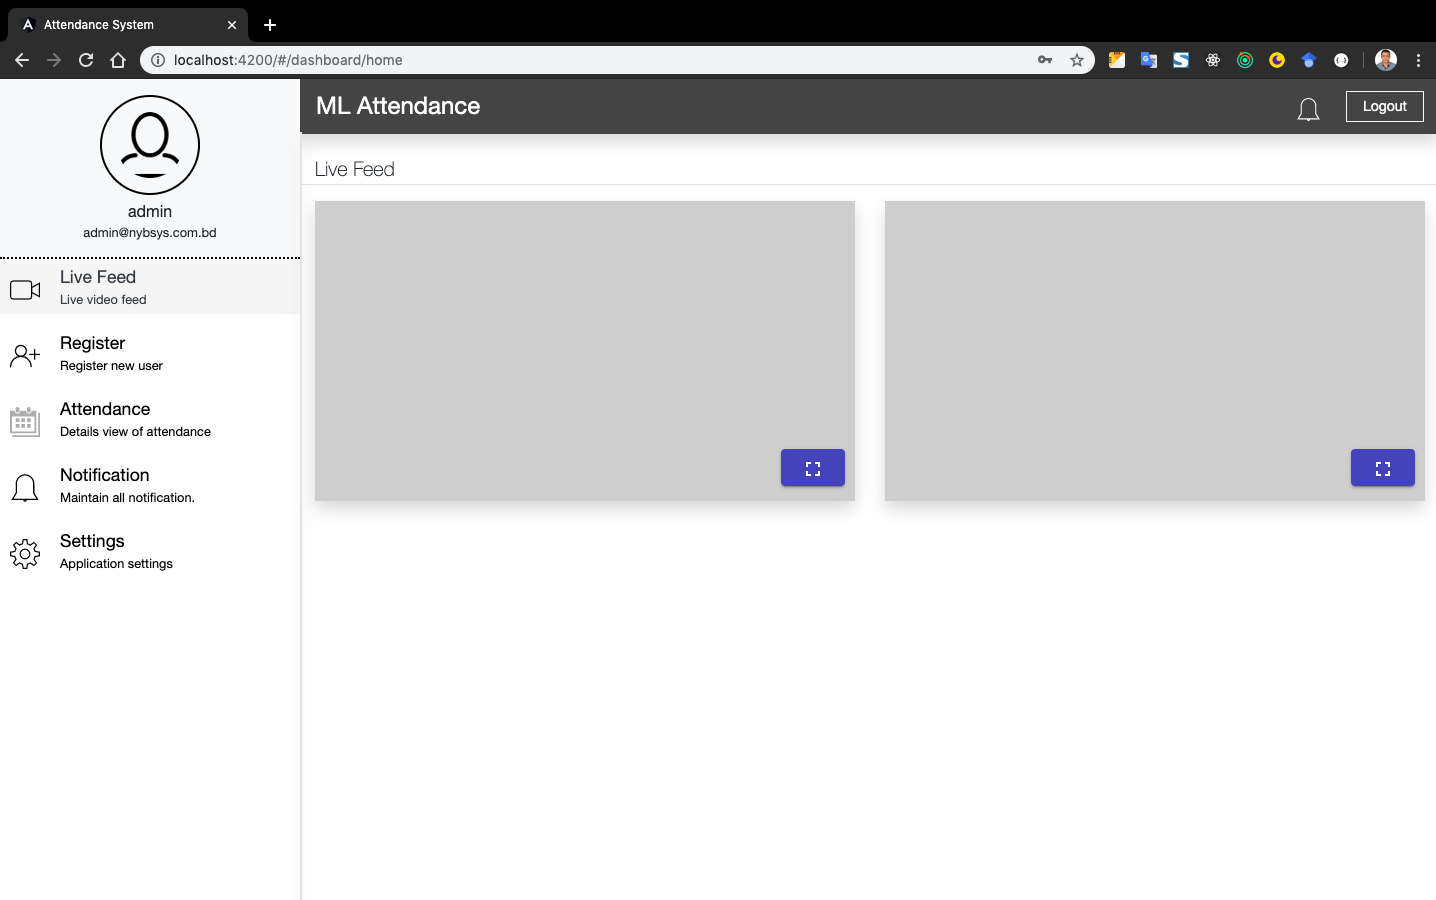 Attendance System
localhost:4200/#/dashboard/home
ML Attendance
Logout
admin
admin@nybsys.com.bd
Live Feed
Live video feed
Register
Register new user
Attendance
Details view of attendance
Notification
Maintain all notification.
Settings
Application settings
Live Feed